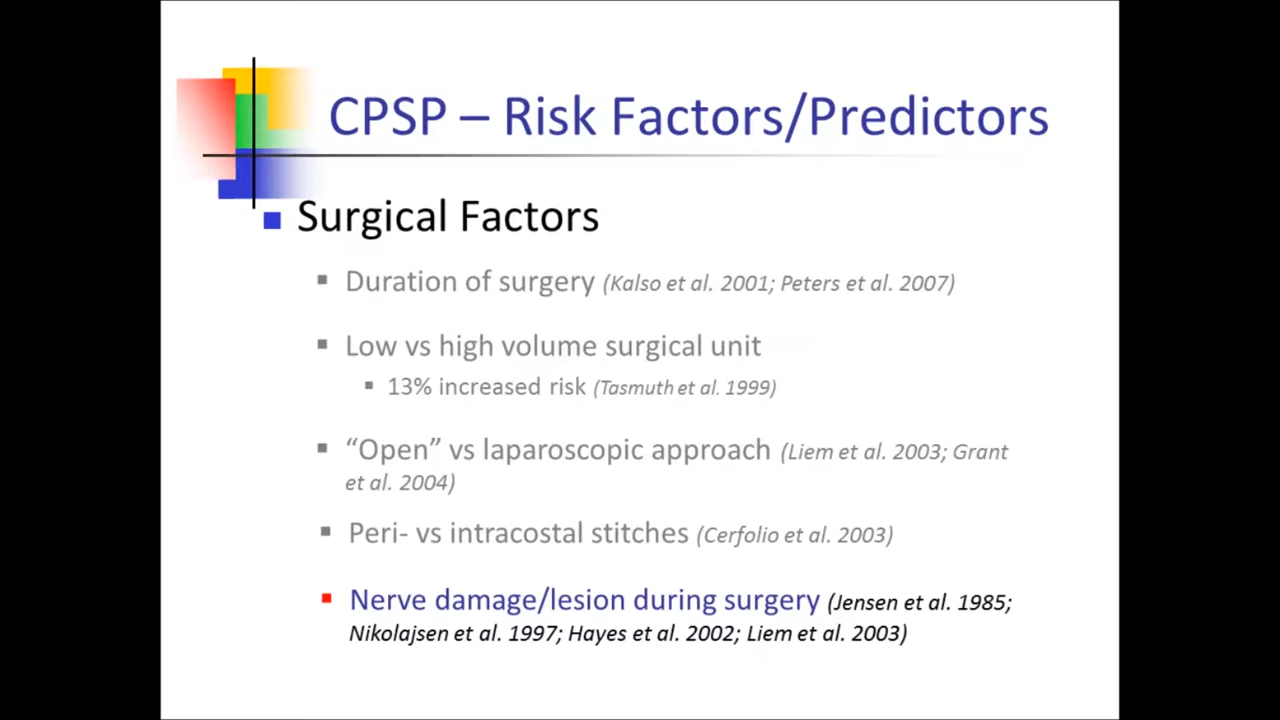 CPSP – Risk Factors/Predictors
Surgical Factors
Duration of surgery (Kalso et al. 2001; Peters et al. 2007)
Low vs high volume surgical unit
13% increased risk (Tasmuth et al. 1999)
“Open” vs laparoscopic approach (Liem et al. 2003; Grant
et al. 2004)
Peri- vs intracostal stitches (Cerfolio et al. 2003)
Nerve damage/lesion during surgery (Jensen et al. 1985;
Nikolajsen et al. 1997; Hayes et al. 2002; Liem et al. 2003)